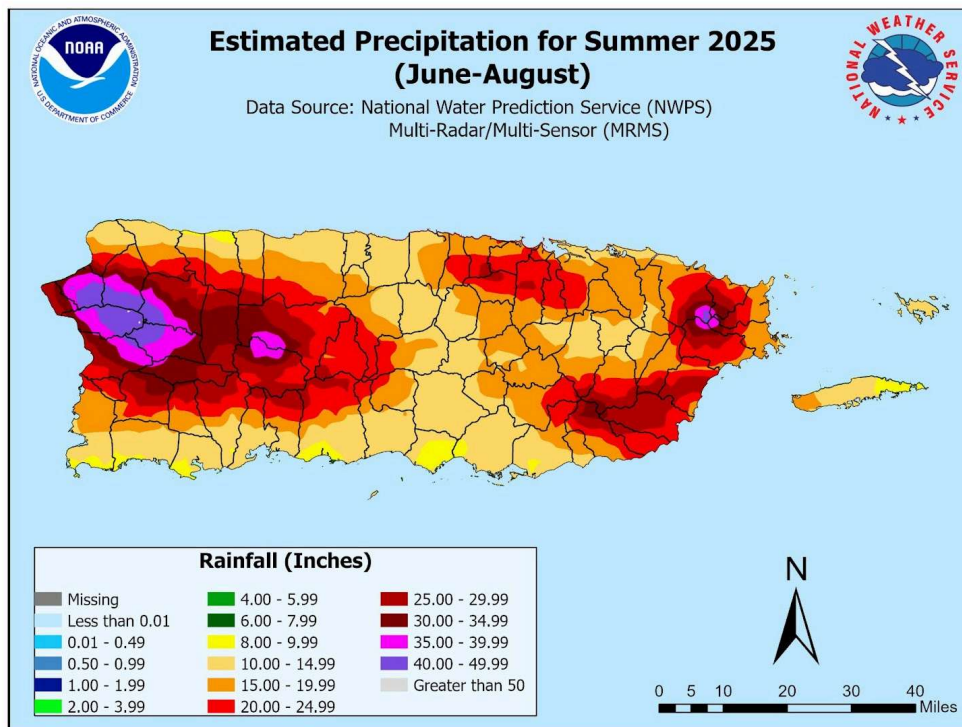 NATIONAL OCEANIC AND ATMOSPHERIC ADMINISTRATION
U.S. DEPARTMENT OF COMMERCE
NOAA
Estimated Precipitation for Summer 2025
(June-August)
Data Source: National Water Prediction Service (NWPS)
Multi-Radar/Multi-Sensor (MRMS)
NATIONAL WEATHER SERVICE
Rainfall (Inches)
Missing
Less than 0.01
0.01 - 0.49
0.50 - 0.99
1.00 - 1.99
2.00 - 3.99
4.00 - 5.99
6.00 - 7.99
8.00 - 9.99
10.00 - 14.99
15.00 - 19.99
20.00 - 24.99
25.00 - 29.99
30.00 - 34.99
35.00 - 39.99
40.00 - 49.99
Greater than 50
N
0 5 10 20 30 40
Miles